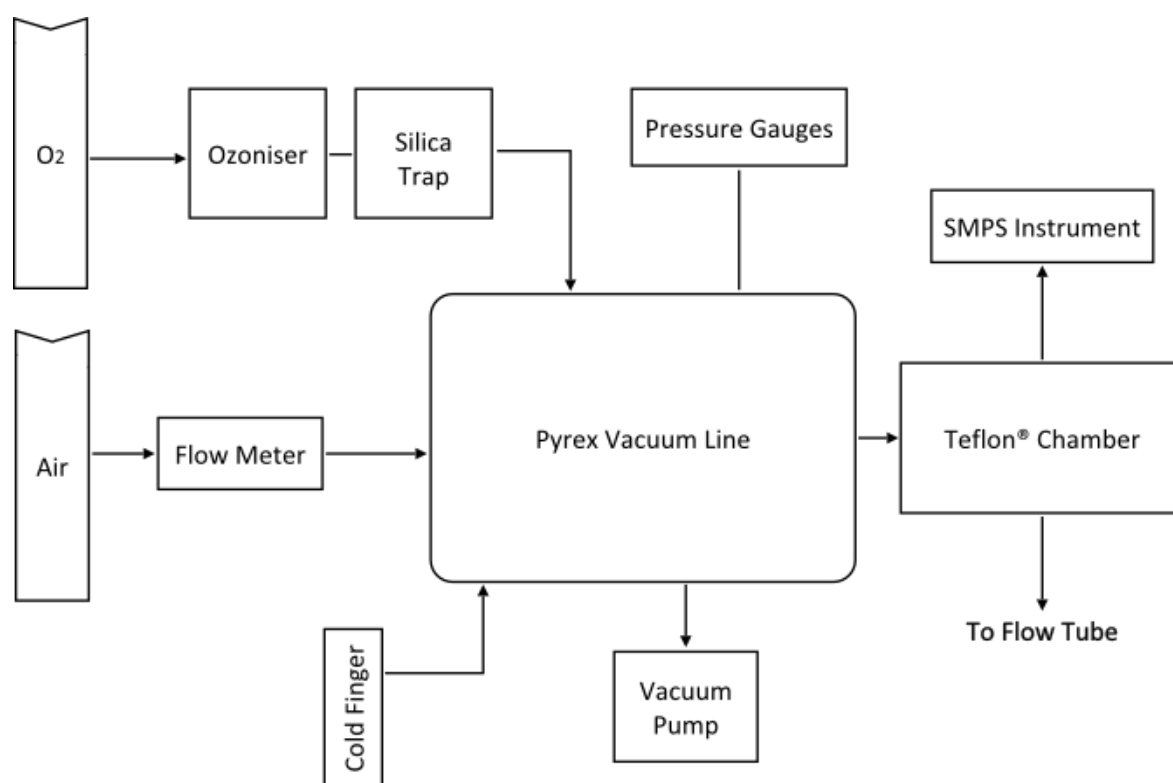 O2
Ozoniser
Silica
Trap
Pressure Gauges
SMPS Instrument
Air
Flow Meter
Pyrex Vacuum Line
Teflon® Chamber
To Flow Tube
Cold Finger
Vacuum
Pump